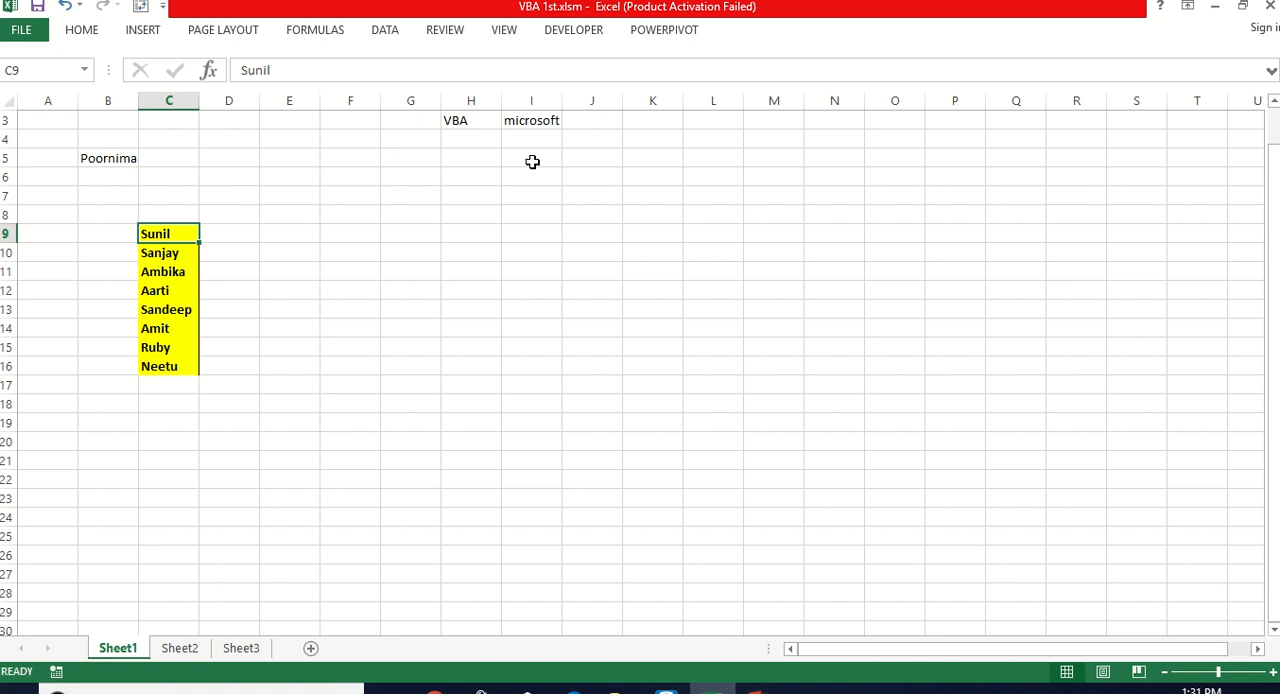 VBA 1st.xlsm - Excel (Product Activation Failed)
?
FILE HOME INSERT PAGE LAYOUT FORMULAS DATA REVIEW VIEW DEVELOPER POWERPIVOT Sign in
C9 fx Sunil
A B C D E F G H I J K L M N O P Q R S T U
3 VBA microsoft
4
5 Poornima
6
7
8
9 Sunil
10 Sanjay
11 Ambika
12 Aarti
13 Sandeep
14 Amit
15 Ruby
16 Neetu
17
18
19
20
21
22
23
24
25
26
27
28
29
30
Sheet1 Sheet2 Sheet3
READY
1:31 PM